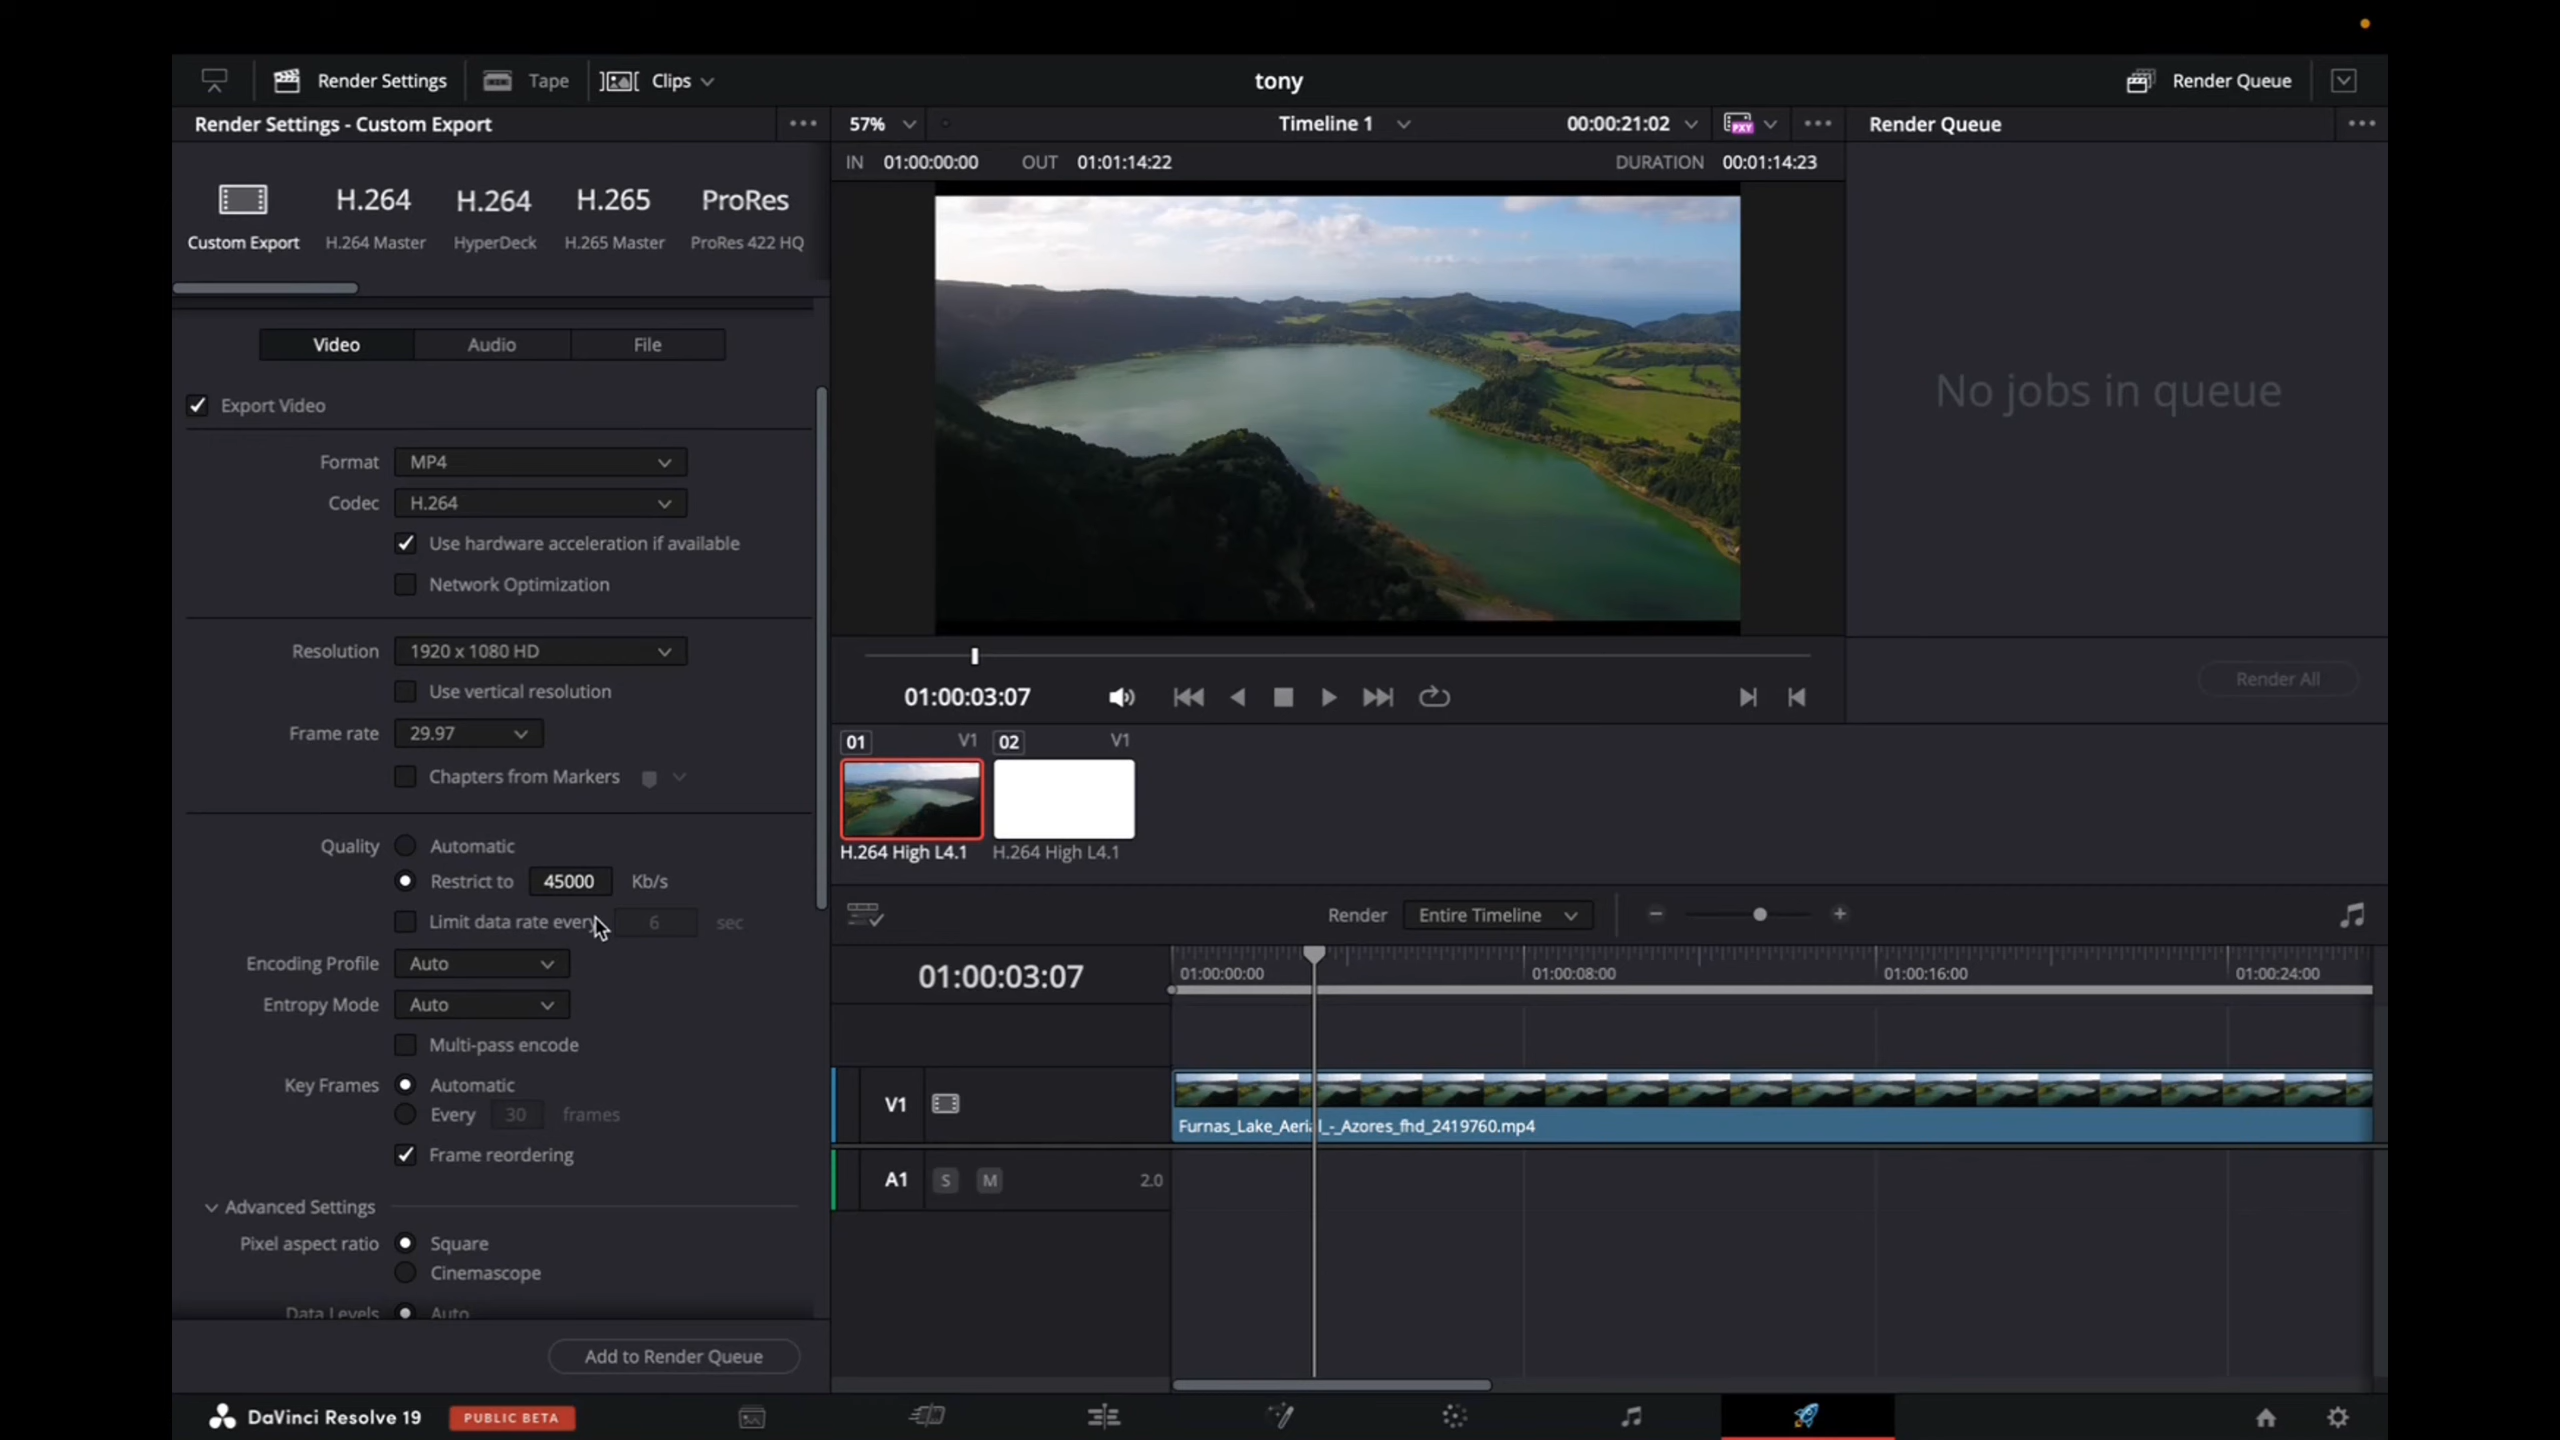 Render Settings Tape Clips tony Render Queue
Render Settings - Custom Export 57% Timeline 1 00:00:21:02 PXY Render Queue
IN 01:00:00:00 OUT 01:01:14:22 DURATION 00:01:14:23
H.264 H.264 H.265 ProRes
Custom Export H.264 Master HyperDeck H.265 Master ProRes 422 HQ
Video Audio File
Export Video
No jobs in queue
Format MP4
Codec H.264
Use hardware acceleration if available
Network Optimization
Resolution 1920 x 1080 HD
Use vertical resolution
Render All
01:00:03:07
Frame rate 29.97
Chapters from Markers
01 V1 02 V1
H.264 High L4.1 H.264 High L4.1
Quality Automatic
Restrict to 45000 Kb/s
Limit data rate every 6 sec
Render Entire Timeline
Encoding Profile Auto
Entropy Mode Auto
Multi-pass encode
Key Frames Automatic
Every 30 frames
Frame reordering
01:00:03:07 01:00:00:00 01:00:08:00 01:00:16:00 01:00:24:00
V1
Furnas_Lake_Aerial_-_Azores_fhd_2419760.mp4
A1 S M 2.0
Advanced Settings
Pixel aspect ratio Square
Cinemascope
Data Levels Auto
Add to Render Queue
DaVinci Resolve 19 PUBLIC BETA